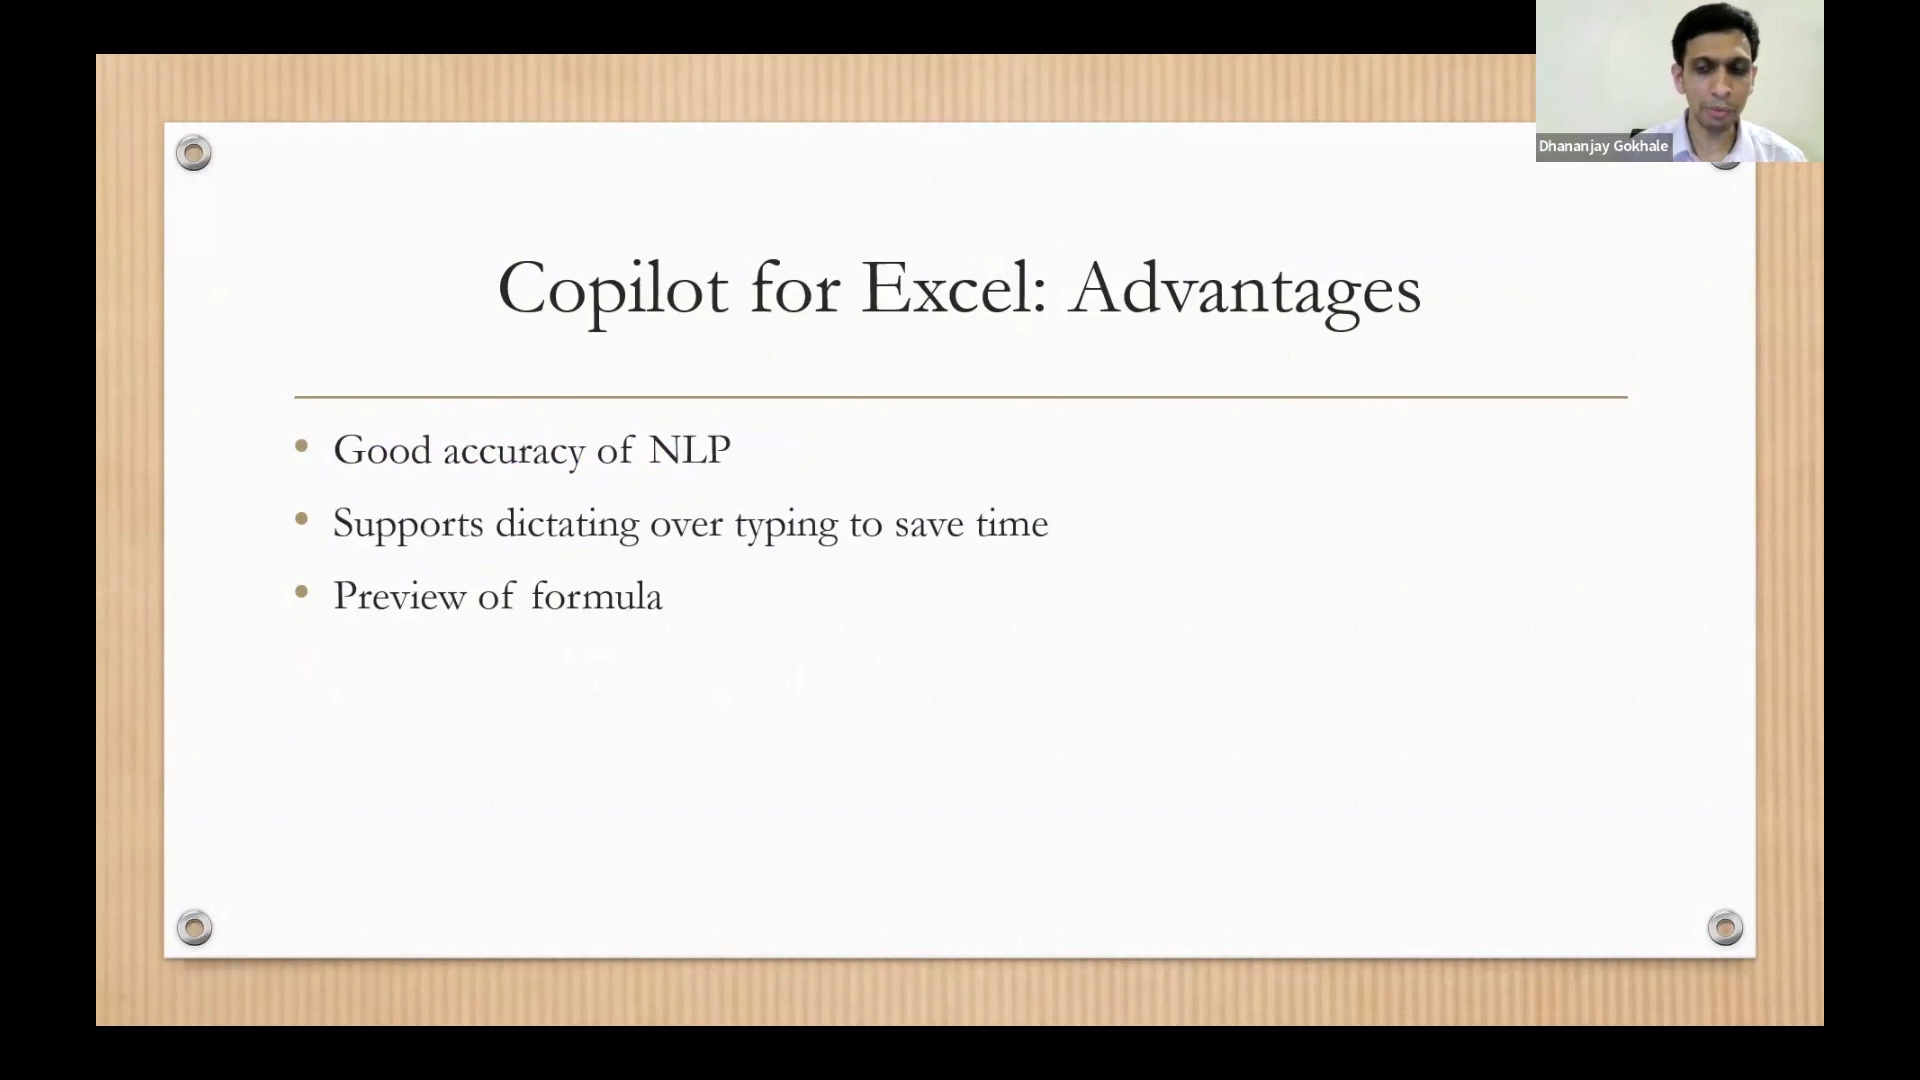 Dhananjay Gokhale
Copilot for Excel: Advantages
• Good accuracy of NLP
• Supports dictating over typing to save time
• Preview of formula